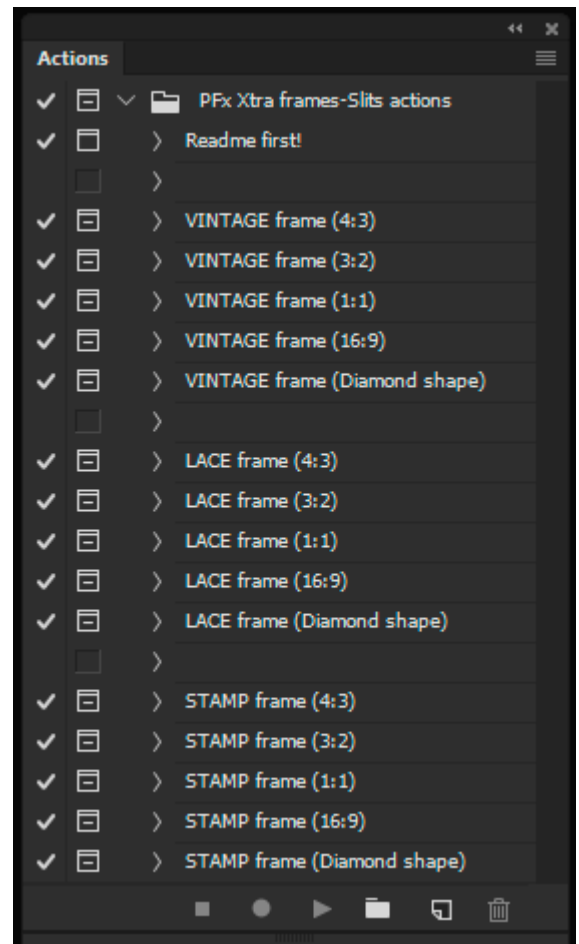 Actions
PFx Xtra frames-Slits actions
Readme first!
VINTAGE frame (4:3)
VINTAGE frame (3:2)
VINTAGE frame (1:1)
VINTAGE frame (16:9)
VINTAGE frame (Diamond shape)
LACE frame (4:3)
LACE frame (3:2)
LACE frame (1:1)
LACE frame (16:9)
LACE frame (Diamond shape)
STAMP frame (4:3)
STAMP frame (3:2)
STAMP frame (1:1)
STAMP frame (16:9)
STAMP frame (Diamond shape)